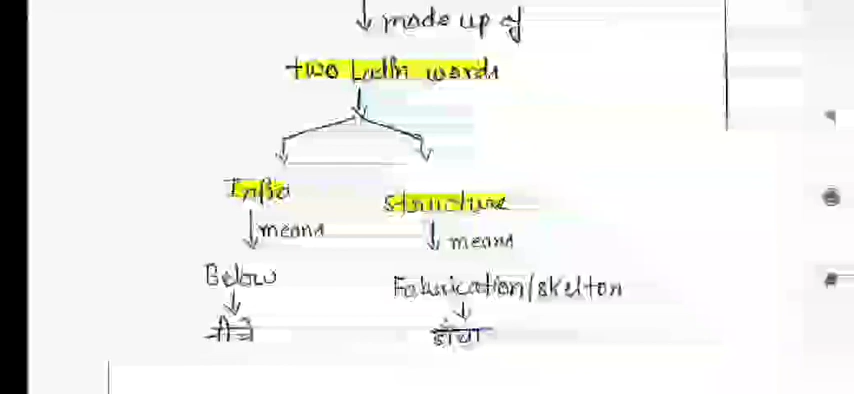 made up of
two Latin words
Infra structure
means means
Below Fabrication/skelton
नीचे ढांचा